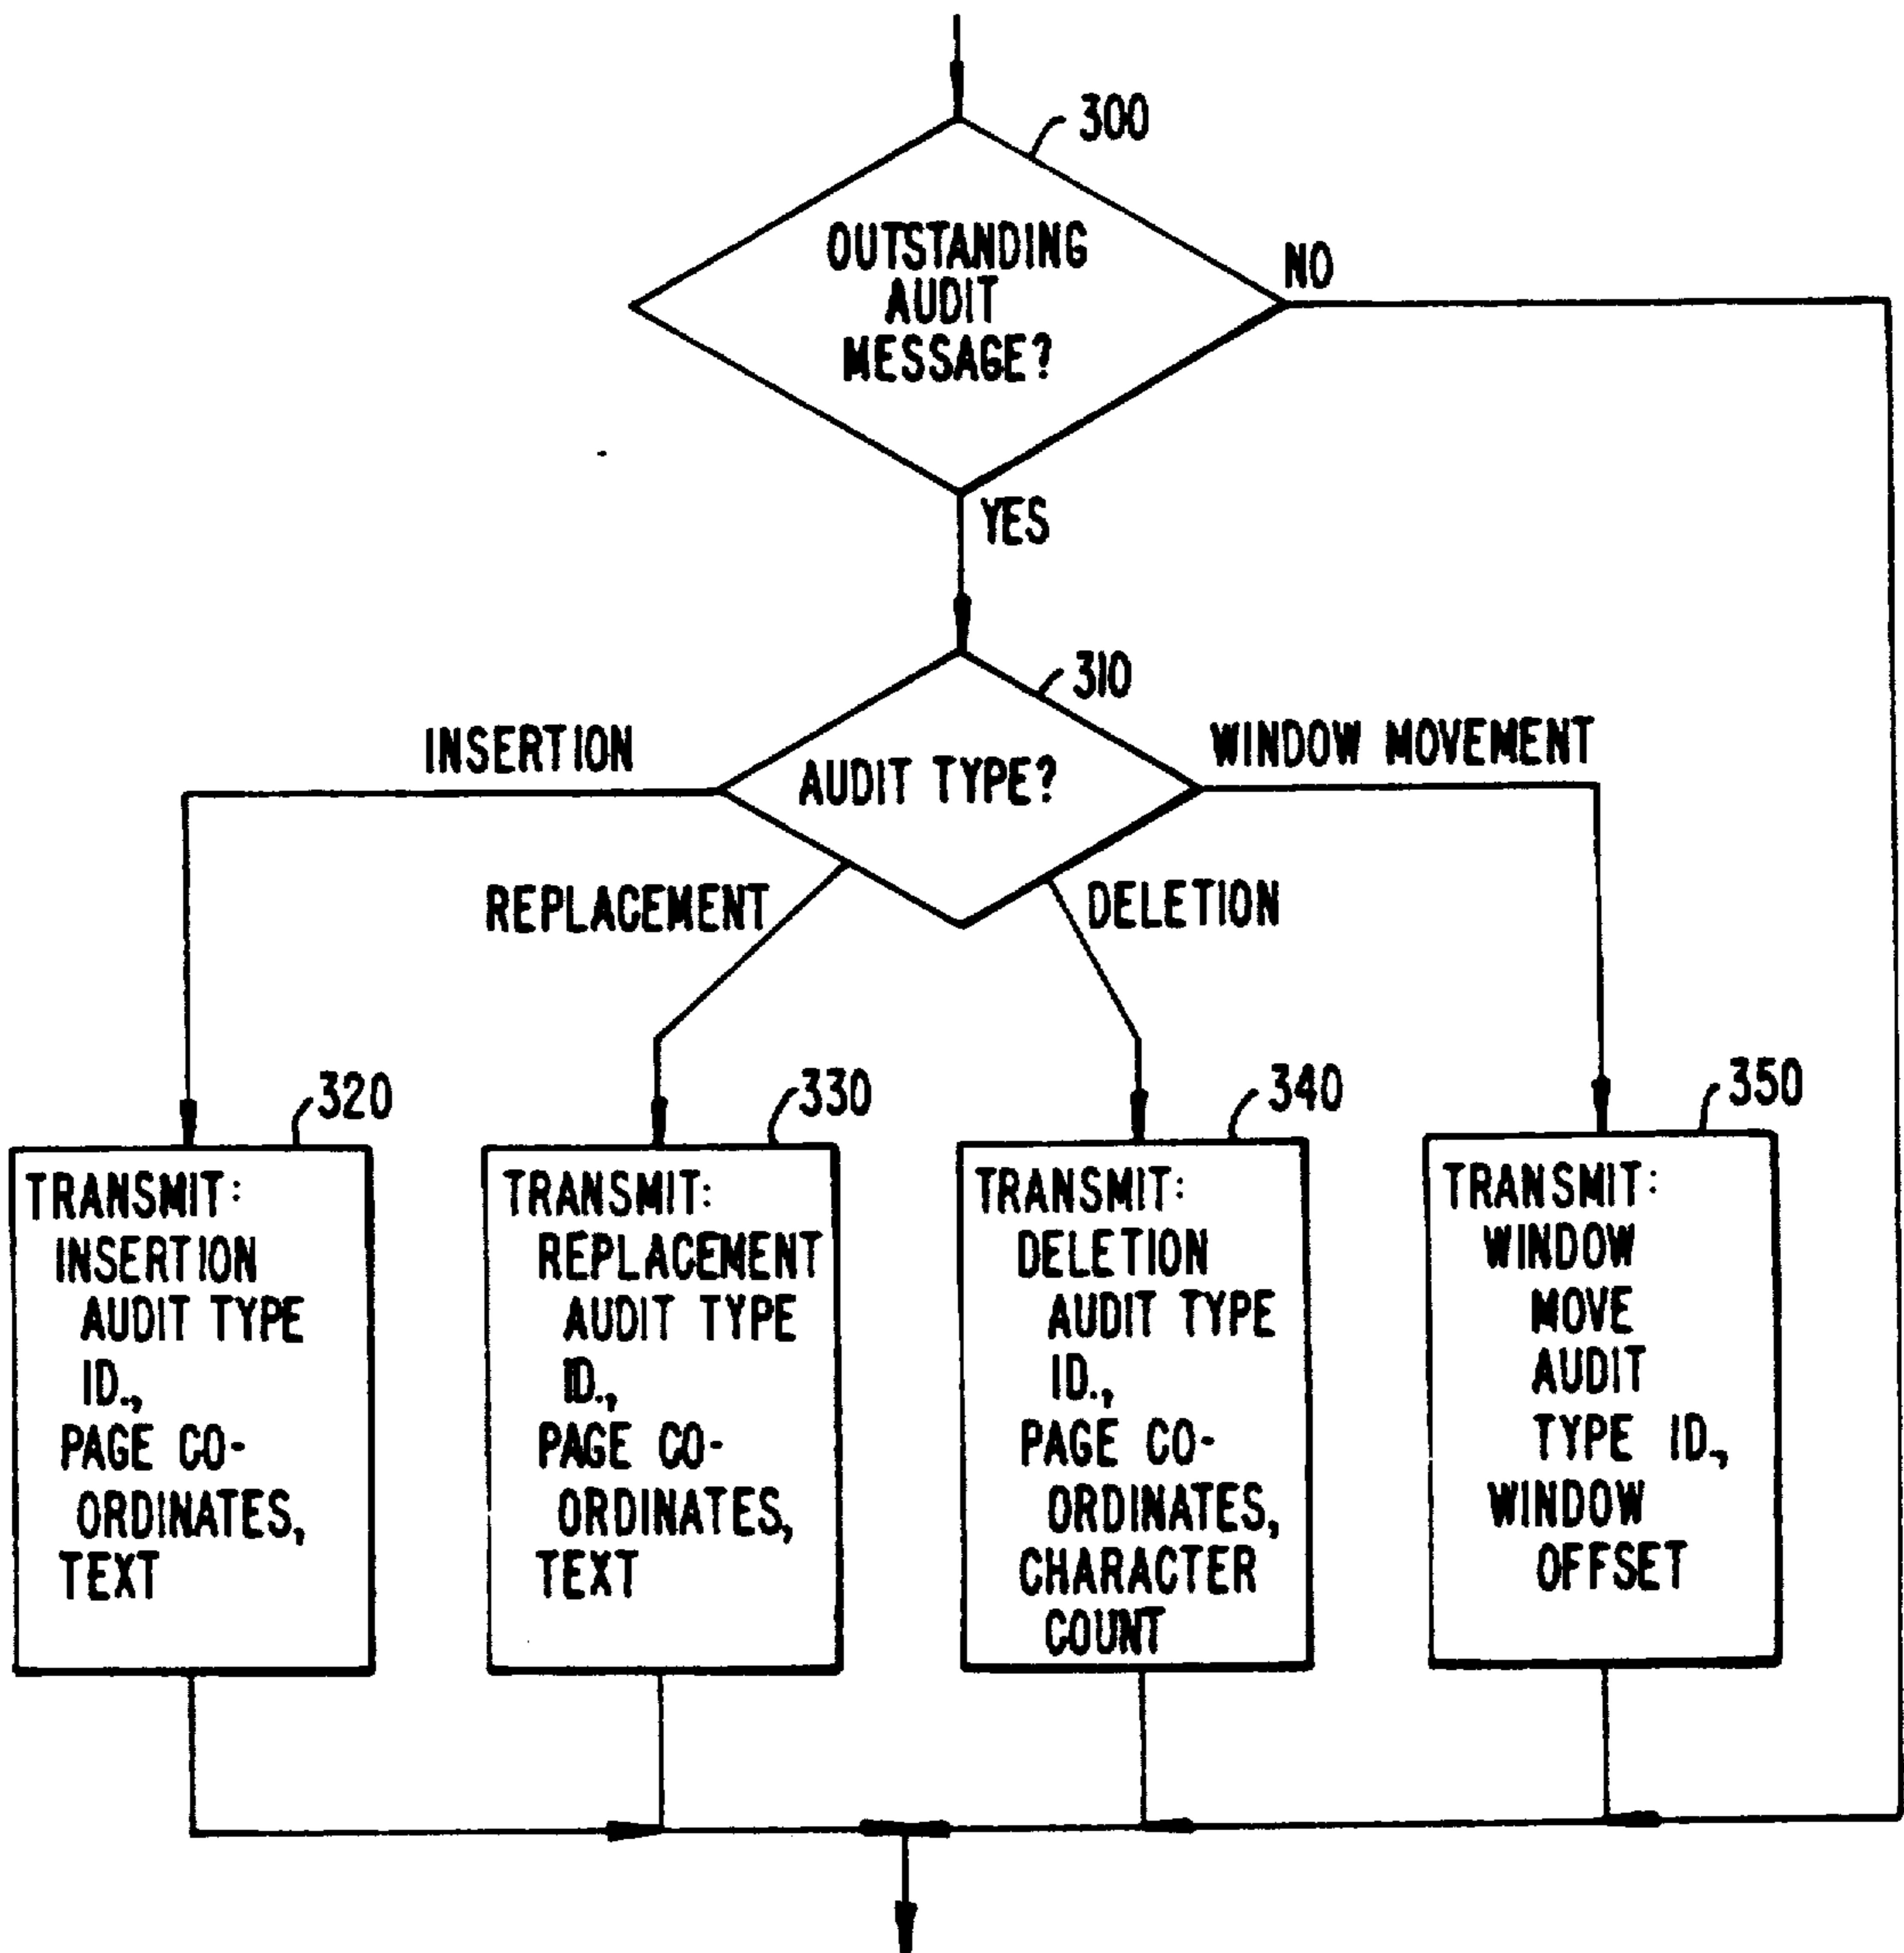 300
OUTSTANDING
AUDIT
MESSAGE?
NO
YES
310
INSERTION
AUDIT TYPE?
WINDOW MOVEMENT
REPLACEMENT
DELETION
320
TRANSMIT:
INSERTION
AUDIT TYPE
ID.,
PAGE CO-
ORDINATES,
TEXT
330
TRANSMIT:
REPLACEMENT
AUDIT TYPE
ID.,
PAGE CO-
ORDINATES,
TEXT
340
TRANSMIT:
DELETION
AUDIT TYPE
ID.,
PAGE CO-
ORDINATES,
CHARACTER
COUNT
350
TRANSMIT:
WINDOW
MOVE
AUDIT
TYPE ID.,
WINDOW
OFFSET